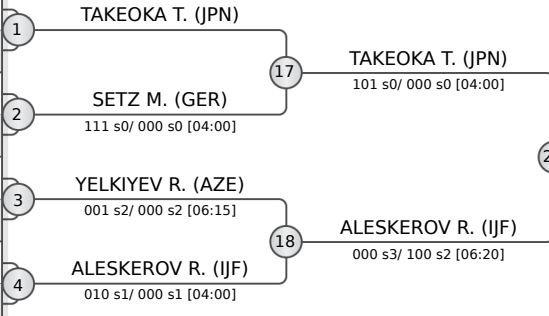 TAKEOKA T. (JPN)
1
17
TAKEOKA T. (JPN)
101 s0/ 000 s0 [04:00]
SETZ M. (GER)
2
111 s0/ 000 s0 [04:00]
YELKIYEV R. (AZE)
3
001 s2/ 000 s2 [06:15]
18
ALESKEROV R. (IJF)
000 s3/ 100 s2 [06:20]
ALESKEROV R. (IJF)
4
010 s1/ 000 s1 [04:00]